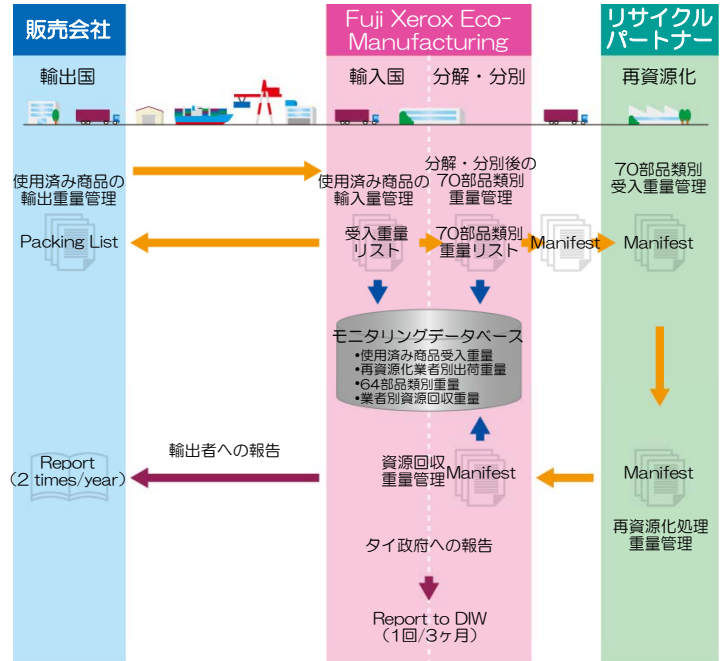 販売会社
Fuji Xerox Eco-
Manufacturing
リサイクル
パートナー
輸出国
輸入国
分解・分別
再資源化
使用済み商品の
輸出重量管理
使用済み商品の
輸入量管理
分解・分別後の
70部品類別
重量管理
70部品類別
受入重量管理
Packing List
受入重量
リスト
70部品類別
重量リスト
Manifest
Manifest
モニタリングデータベース
•使用済み商品受入重量
•再資源化業者別出荷重量
•64部品類別重量
•業者別資源回収重量
Report
(2 times/year)
輸出者への報告
資源回収
重量管理
Manifest
Manifest
再資源化処理
重量管理
タイ政府への報告
Report to DIW
(1回/3ヶ月)